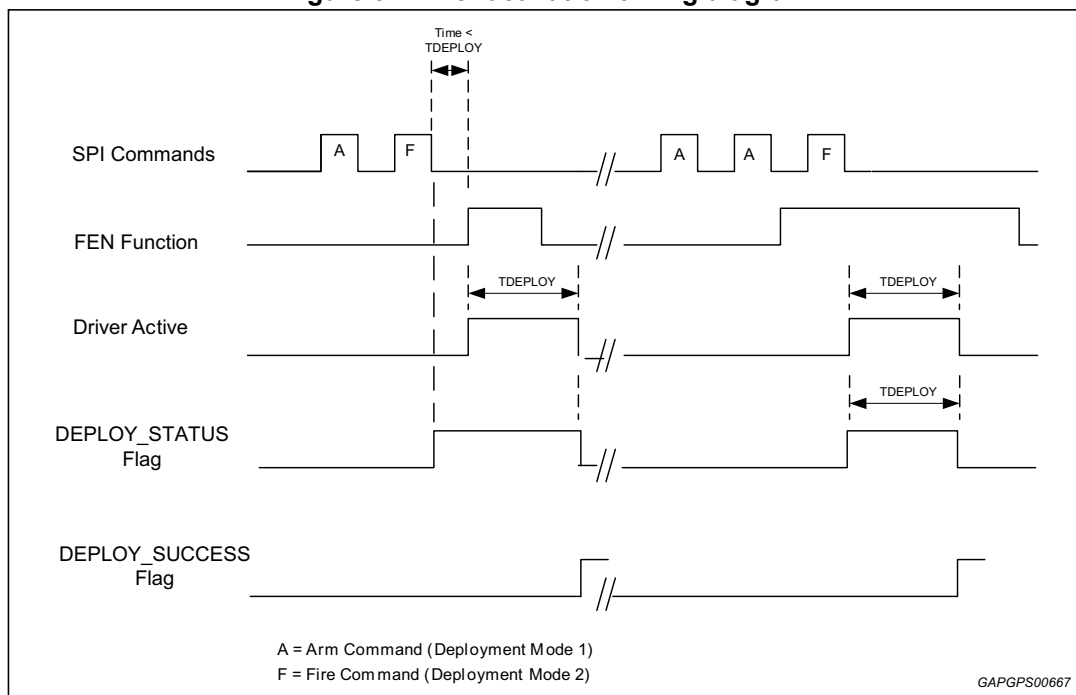 Time <
TDEPLOY
SPI Commands
A
F
A
A
F
FEN Function
TDEPLOY
TDEPLOY
Driver Active
TDEPLOY
DEPLOY_STATUS
Flag
DEPLOY_SUCCESS
Flag
A = Arm Command (Deployment Mode 1)
F = Fire Command (Deployment Mode 2)
GAPGPS00667